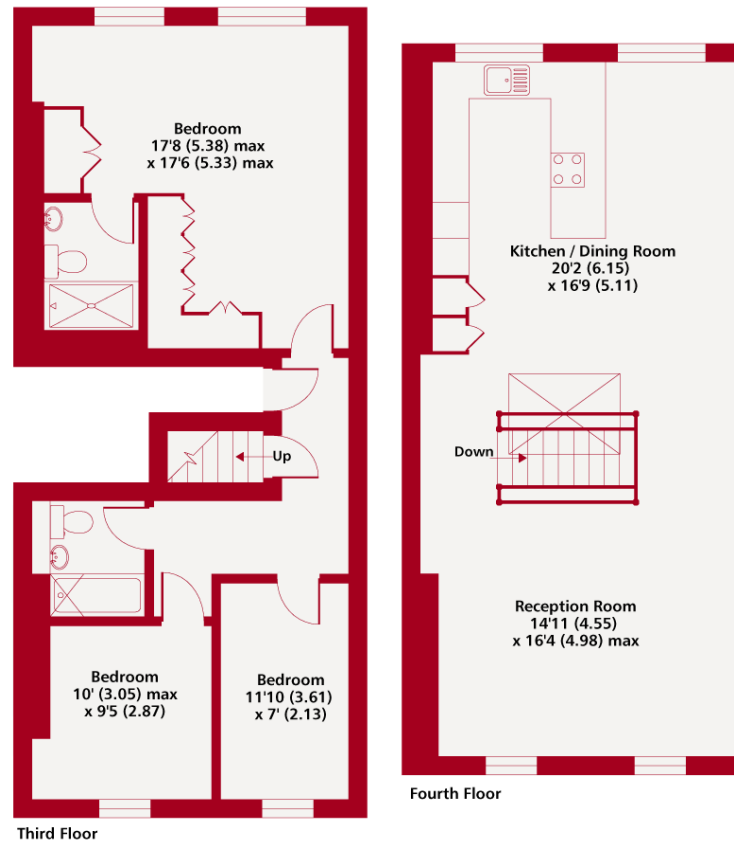 Bedroom
17'8 (5.38) max
x 17'6 (5.33) max
Up
Bedroom
10' (3.05) max
x 9'5 (2.87)
Bedroom
11'10 (3.61)
x 7' (2.13)
Third Floor
Kitchen / Dining Room
20'2 (6.15)
x 16'9 (5.11)
Down
Reception Room
14'11 (4.55)
x 16'4 (4.98) max
Fourth Floor